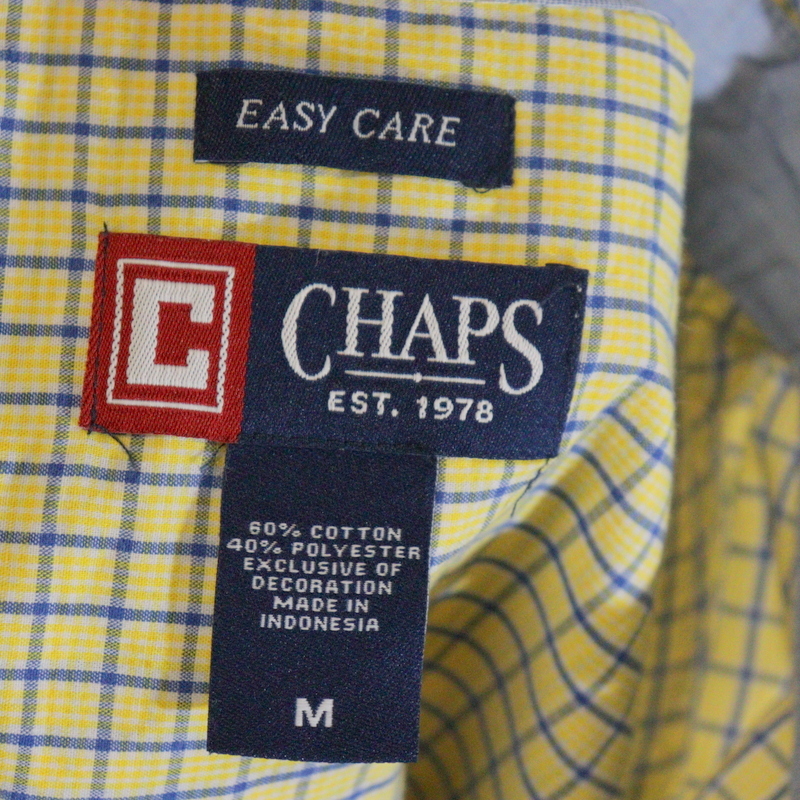 EASY CARE
C
CHAPS
EST. 1978
60% COTTON
40% POLYESTER
EXCLUSIVE OF
DECORATION
MADE IN
INDONESIA
M